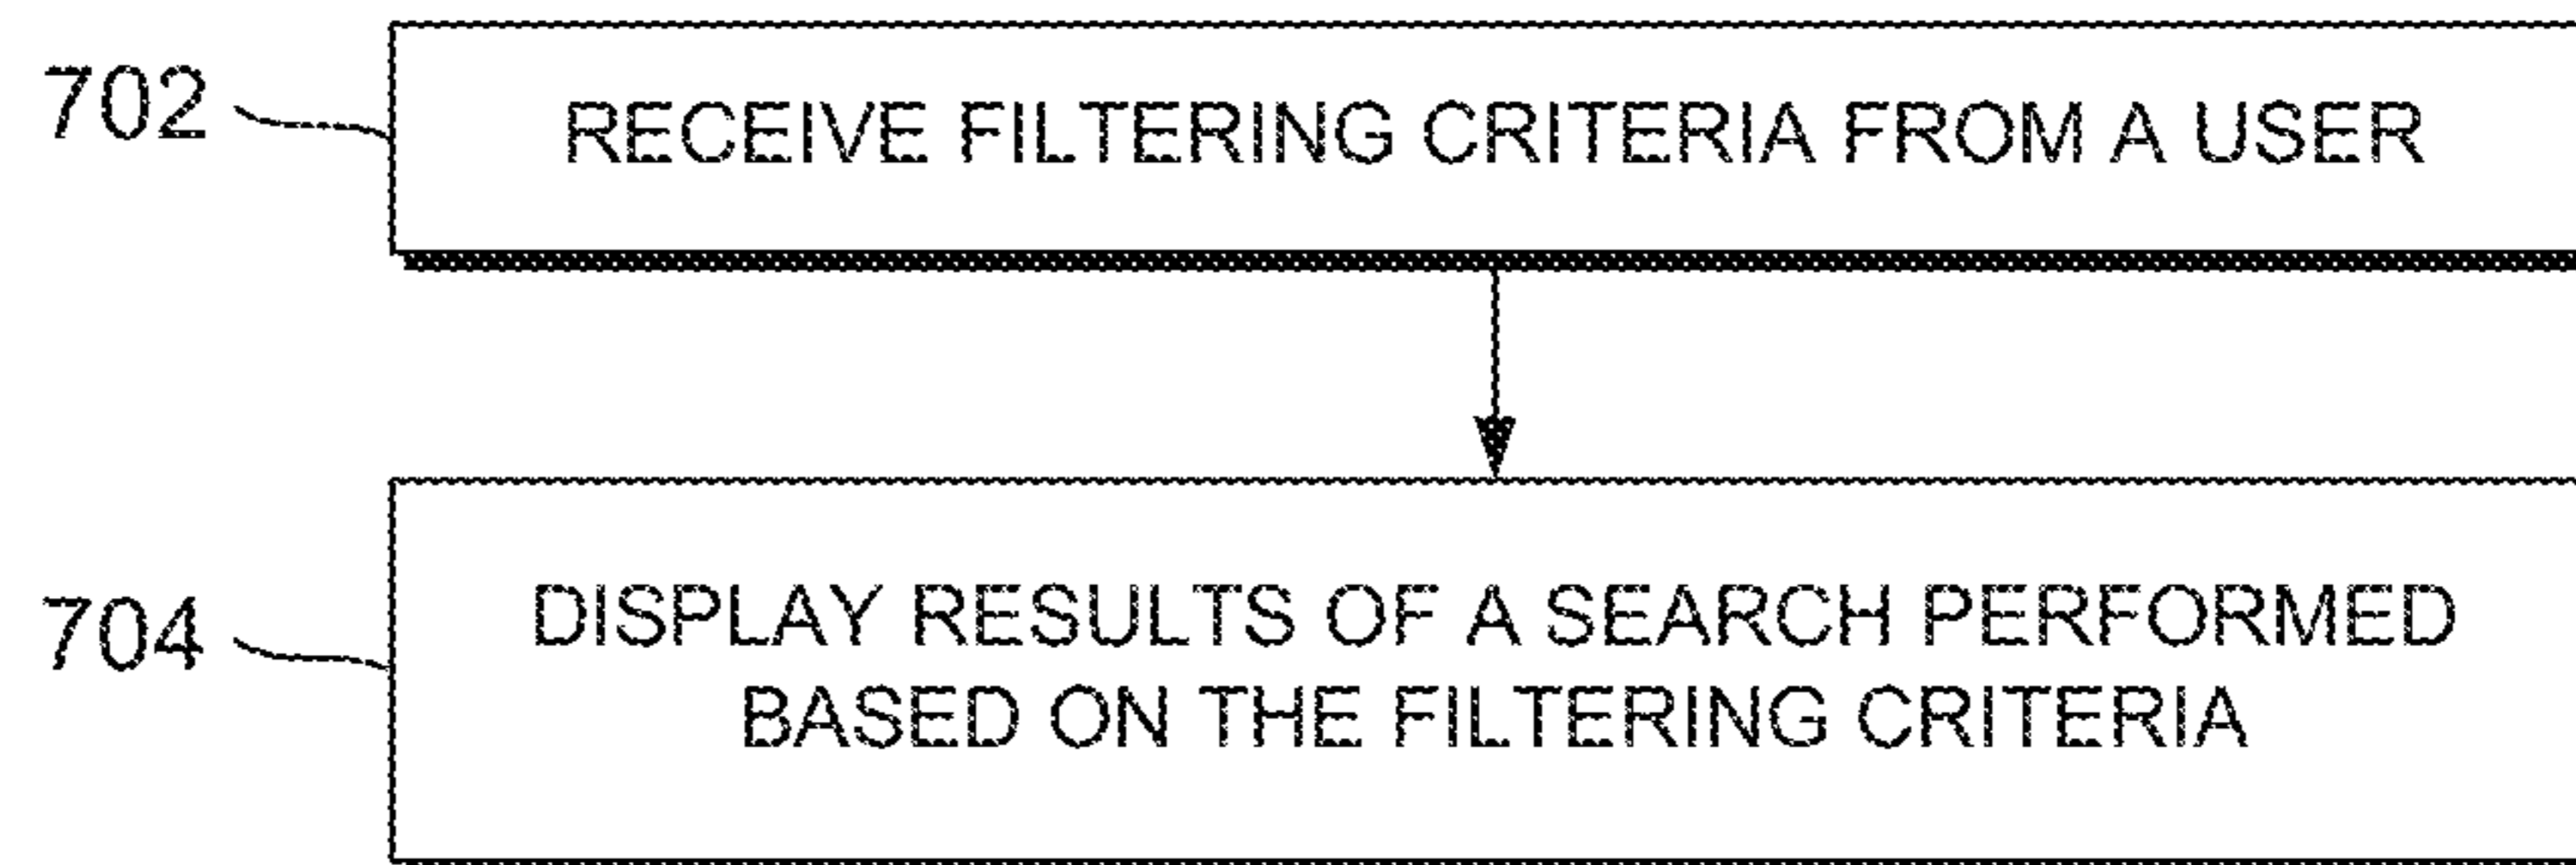 702
RECEIVE FILTERING CRITERIA FROM A USER
704
DISPLAY RESULTS OF A SEARCH PERFORMED
BASED ON THE FILTERING CRITERIA